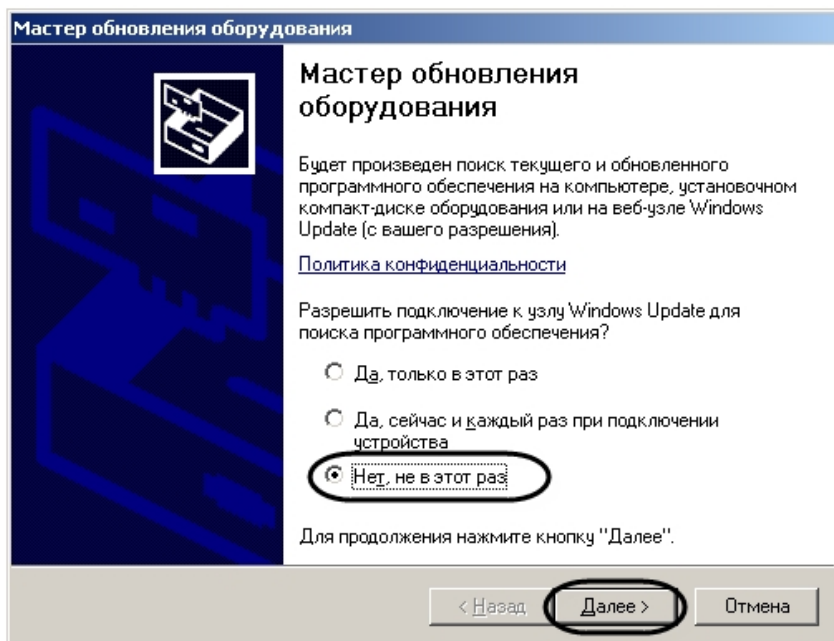 Мастер обновления оборудования
Мастер обновления
оборудования
Будет произведен поиск текущего и обновленного
программного обеспечения на компьютере, установочном
компакт-диске оборудования или на веб-узле Windows
Update (с вашего разрешения).
Политика конфиденциальности
Разрешить подключение к узлу Windows Update для
поиска программного обеспечения?
Да, только в этот раз
Да, сейчас и каждый раз при подключении
устройства
Нет, не в этот раз
Для продолжения нажмите кнопку "Далее".
< Назад
Далее >
Отмена